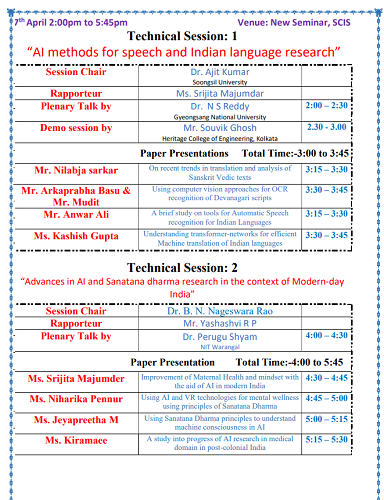 7th April 2:00pm to 5:45pm Venue: New Seminar, SCIS
Technical Session: 1
“AI methods for speech and Indian language research”
Session Chair Dr. Ajit Kumar
Soongsil University
Rapporteur Ms. Srijita Majumdar
Plenary Talk by Dr. N S Reddy 2:00 – 2:30
Gyeongsang National University
Demo session by Mr. Souvik Ghosh 2.30 - 3.00
Heritage College of Engineering, Kolkata
Paper Presentations Total Time:-3:00 to 3:45
Mr. Nilabja sarkar On recent trends in translation and analysis of 3:15 – 3:30
Sanskrit Vedic texts
Mr. Arkaprabha Basu & Using computer vision approaches for OCR 3:30 – 3:45
Mr. Mudit recognition of Devanagari scripts
Mr. Anwar Ali A brief study on tools for Automatic Speech 3:15 – 3:30
recognition for Indian Languages
Ms. Kashish Gupta Understanding transformer-networks for efficient 3:30 – 3:45
Machine translation of Indian languages
Technical Session: 2
“Advances in AI and Sanatana dharma research in the context of Modern-day
India”
Session Chair Dr. B. N. Nageswara Rao
Rapporteur Mr. Yashashvi R P
Plenary Talk by Dr. Perugu Shyam 4:00 – 4:30
NIT Warangal
Paper Presentation Total Time:-4:00 to 5:45
Ms. Srijita Majumder Improvement of Maternal Health and mindset with 4:30 – 4:45
the aid of AI in modern India
Ms. Niharika Pennur Using AI and VR technologies for mental wellness 4:45 – 5:00
using principles of Sanatana Dharma
Ms. Jeyapreetha M Using Sanatana Dharma principles to understand 5:00 – 5:15
machine consciousness in AI
Ms. Kiramaee A study into progress of AI research in medical 5:15 – 5:30
domain in post-colonial India